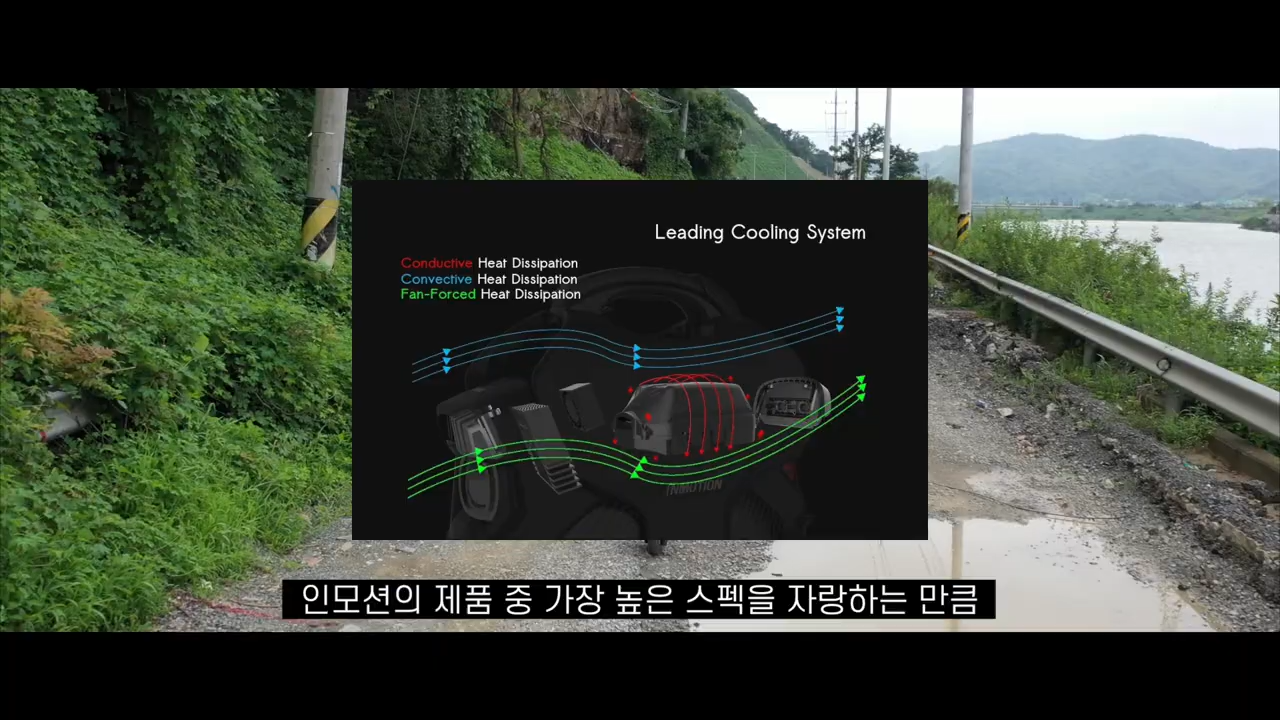 Leading Cooling System
Conductive Heat Dissipation
Convective Heat Dissipation
Fan-Forced Heat Dissipation
INMOTION
인모션의 제품 중 가장 높은 스펙을 자랑하는 만큼